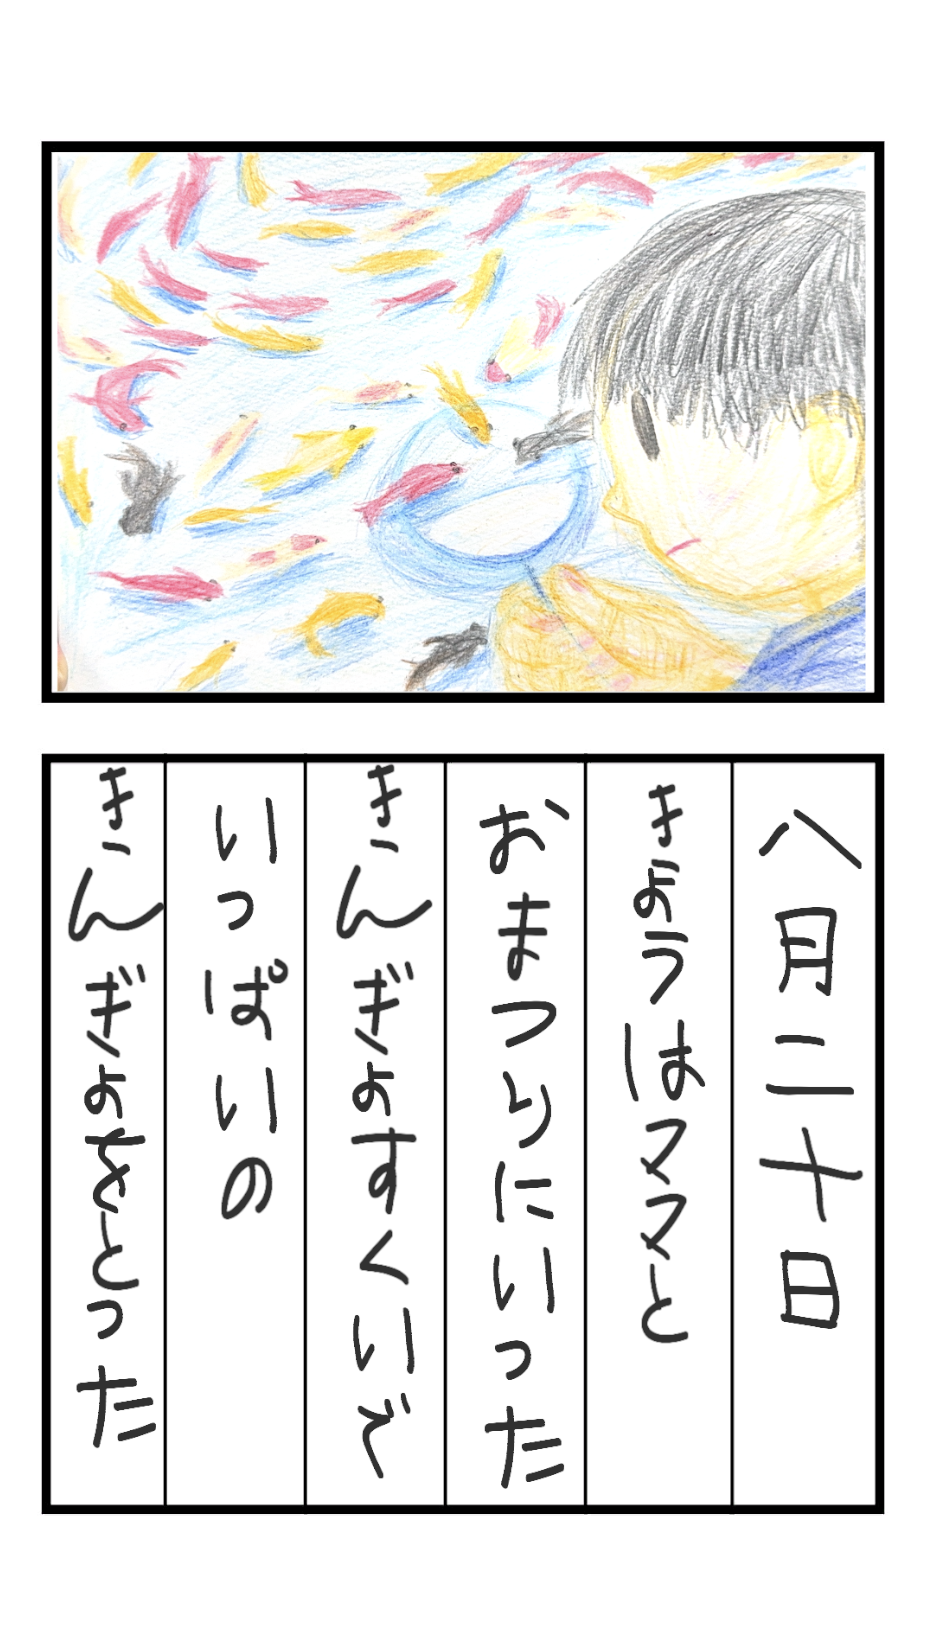 八月二十日
きょうはママと
おまつりにいった
きんぎょすくいで
いっぱいの
きんぎょをとった